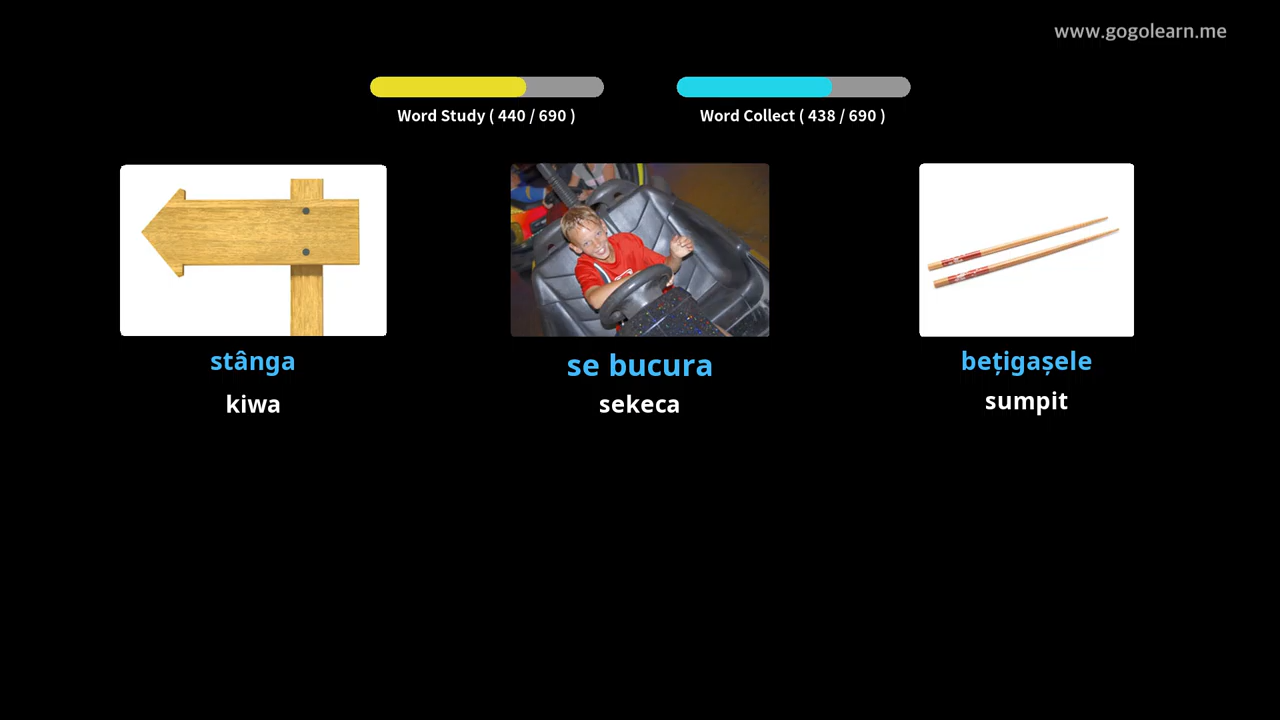 www.gogolearn.me
Word Study ( 440 / 690 )
Word Collect ( 438 / 690 )
stânga
se bucura
bețigașele
kiwa
sekeca
sumpit